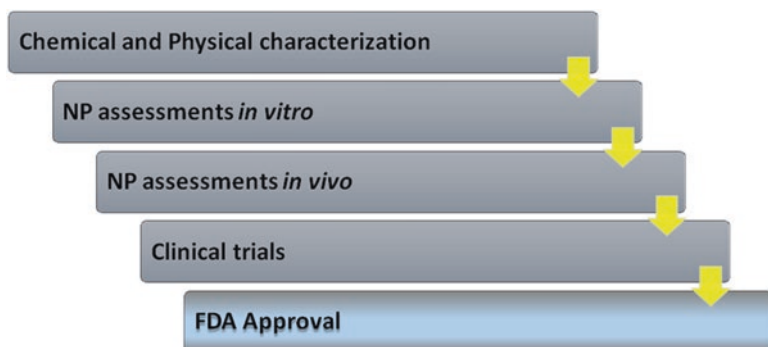 Chemical and Physical characterization
NP assessments in vitro
NP assessments in vivo
Clinical trials
FDA Approval